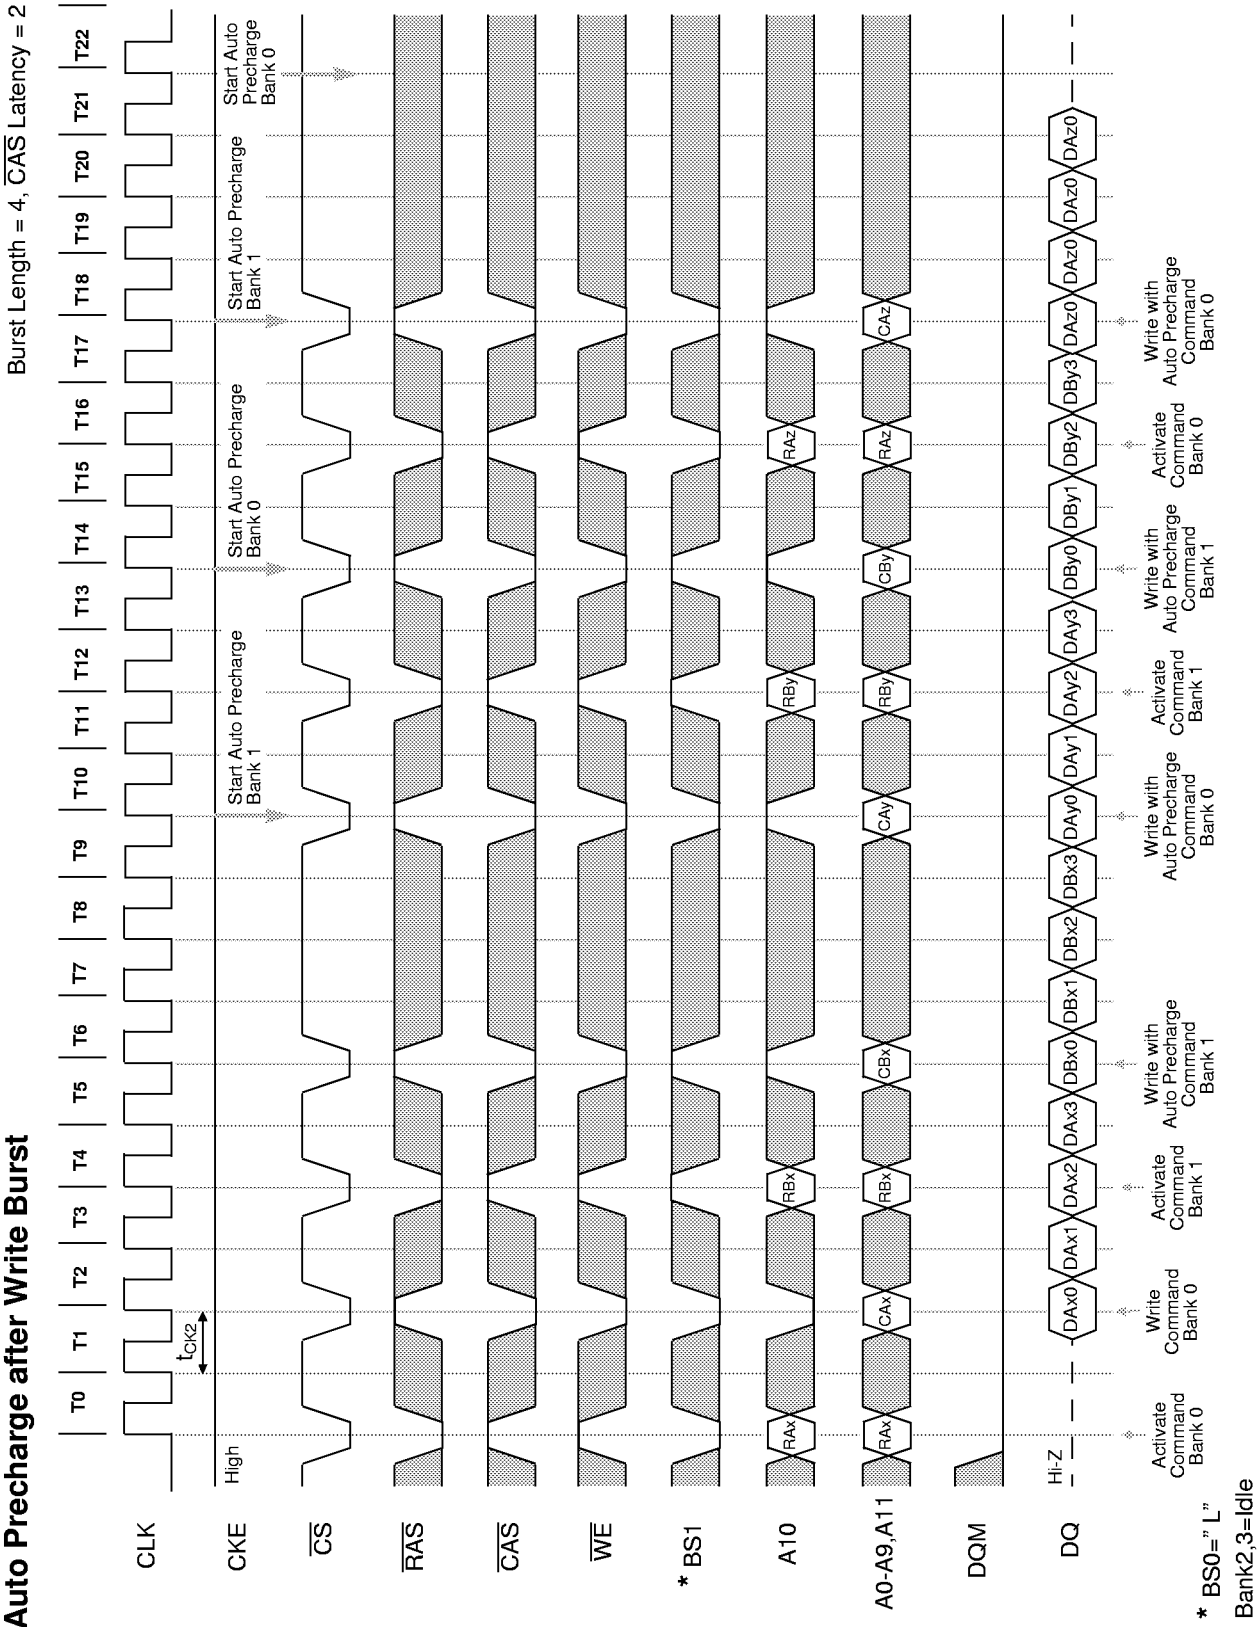 Auto Precharge after Write Burst
Burst Length = 4, CAS Latency = 2
T0 T1 T2 T3 T4 T5 T6 T7 T8 T9 T10 T11 T12 T13 T14 T15 T16 T17 T18 T19 T20 T21 T22
CLK
tCK2
CKE
High
Start Auto Precharge
Bank 1
Start Auto Precharge
Bank 0
Start Auto Precharge
Bank 1
Start Auto
Precharge
Bank 0
CS
RAS
CAS
WE
* BS1
A10
RAx RBx RBy RAz
A0-A9,A11
RAx CAx RBx CBx CAy RBy CBy RAz CAz
DQM
DQ
Hi-Z
DAx0 DAx1 DAx2 DAx3 DBx0 DBx1 DBx2 DBx3 DAy0 DAy1 DAy2 DAy3 DBy0 DBy1 DBy2 DBy3 DAz0 DAz0 DAz0 DAz0
Activate
Command
Bank 0
Write
Command
Bank 0
Activate
Command
Bank 1
Write with
Auto Precharge
Command
Bank 1
Write with
Auto Precharge
Command
Bank 0
Activate
Command
Bank 1
Write with
Auto Precharge
Command
Bank 1
Activate
Command
Bank 0
Write with
Auto Precharge
Command
Bank 0
* BS0=” L”
Bank2,3=Idle